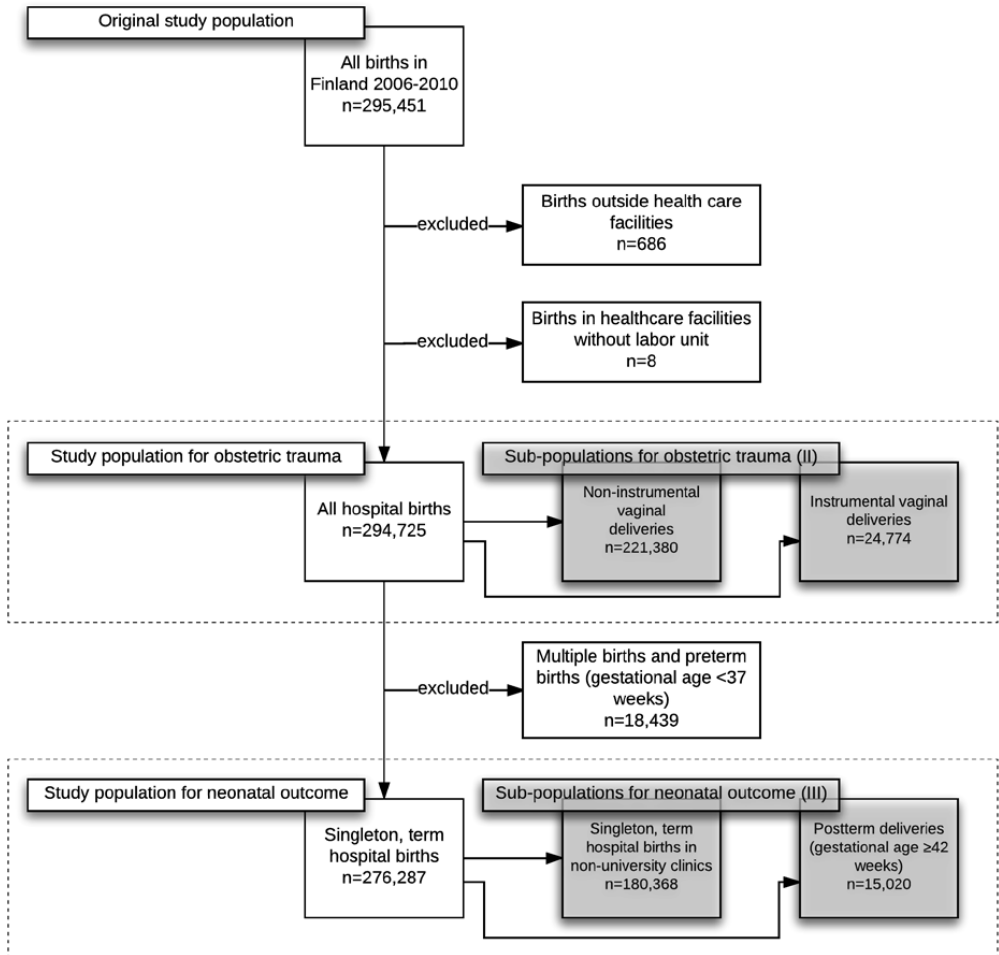 Original study population
All births in
Finland 2006-2010
n=295,451
excluded
Births outside health care
facilities
n=686
excluded
Births in healthcare facilities
without labor unit
n=8
Study population for obstetric trauma
All hospital births
n=294,725
Sub-populations for obstetric trauma (II)
Non-instrumental
vaginal
deliveries
n=221,380
Instrumental vaginal
deliveries
n=24,774
excluded
Multiple births and preterm
births (gestational age <37
weeks)
n=18,439
Study population for neonatal outcome
Singleton, term
hospital births
n=276,287
Sub-populations for neonatal outcome (III)
Singleton, term
hospital births in
non-university clinics
n=180,368
Postterm deliveries
(gestational age ≥42
weeks)
n=15,020